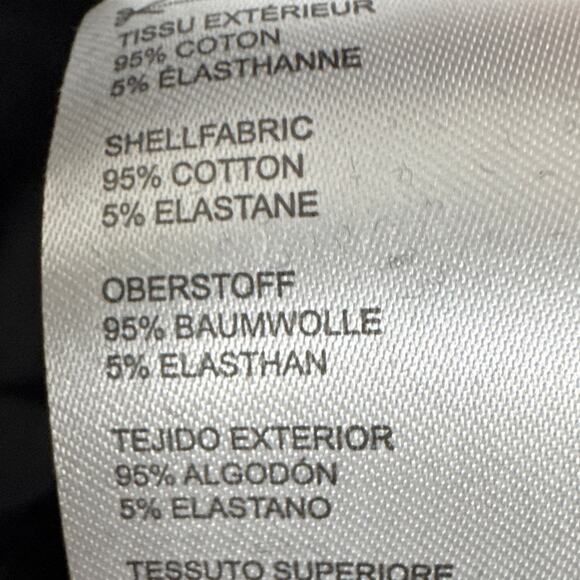 TISSU EXTÉRIEUR
95% COTON
5% ÉLASTHANNE
SHELLFABRIC
95% COTTON
5% ELASTANE
OBERSTOFF
95% BAUMWOLLE
5% ELASTHAN
TEJIDO EXTERIOR
95% ALGODÓN
5% ELASTANO
TESSUTO SUPERIORE